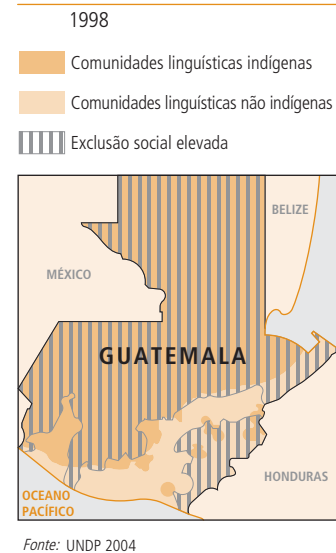 1998
Comunidades linguísticas indígenas
Comunidades linguísticas não indígenas
Exclusão social elevada
BELIZE
MÉXICO
GUATEMALA
HONDURAS
OCEANO
PACÍFICO
Fonte: UNDP 2004